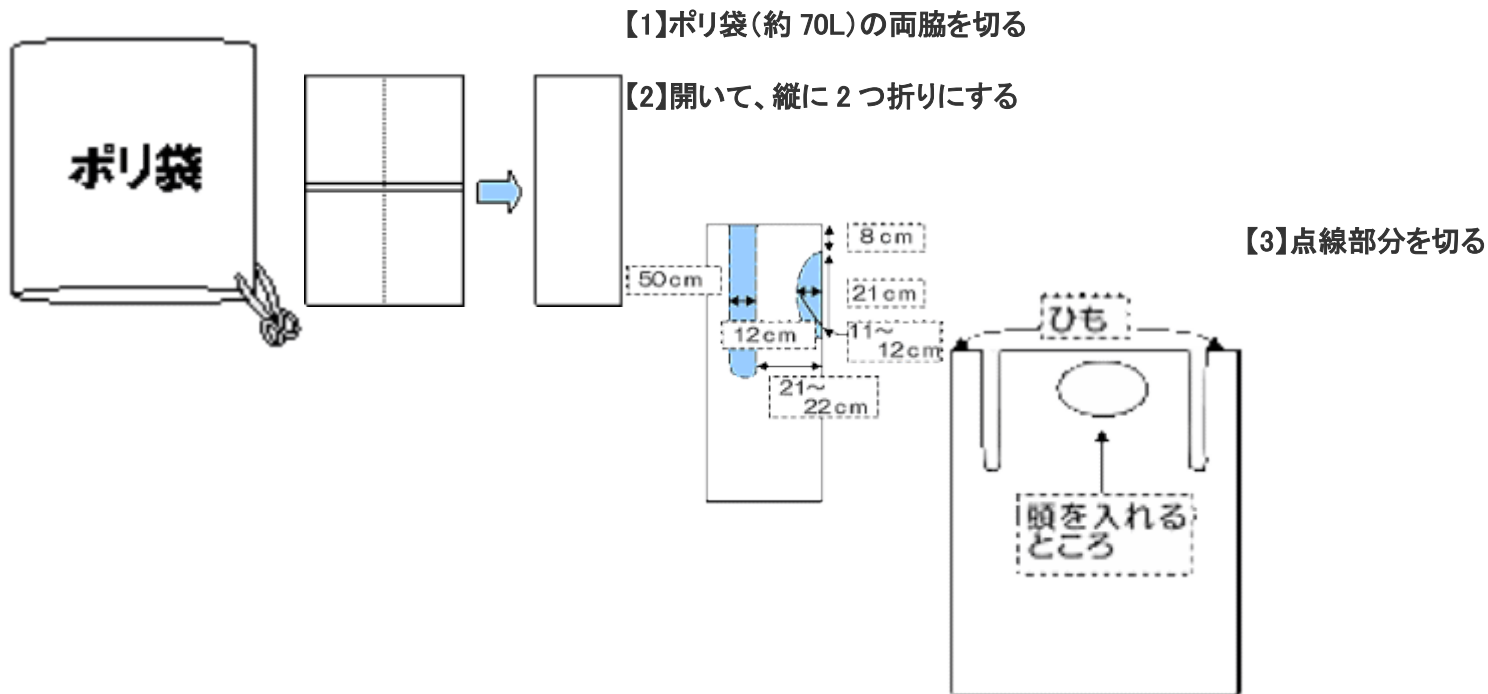 【1】ポリ袋(約 70L)の両脇を切る
【2】開いて、縦に 2 つ折りにする
ポリ袋
【3】点線部分を切る
8cm
50cm
21cm
12cm
11~
12cm
21~
22cm
ひも
頭を入れる
ところ